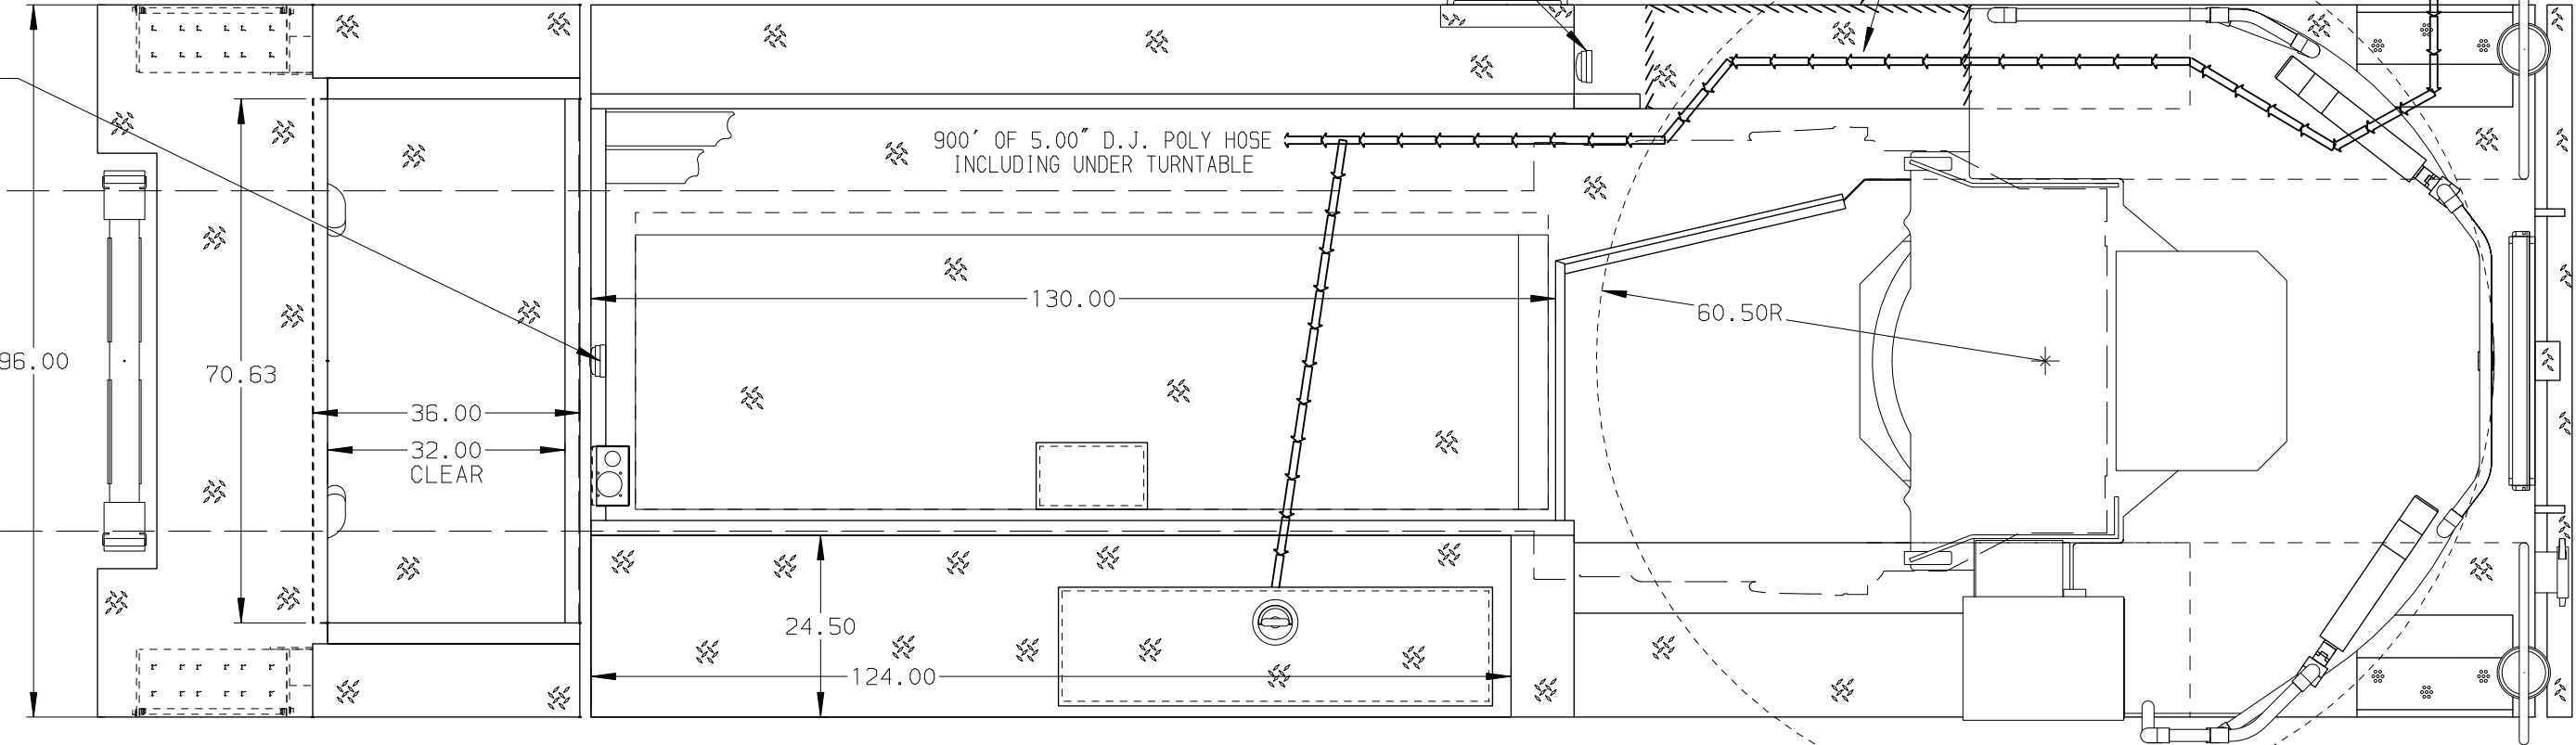 900' OF 5.00" D.J. POLY HOSE
INCLUDING UNDER TURNTABLE
130.00
60.50R
96.00
70.63
36.00
32.00
CLEAR
24.50
124.00